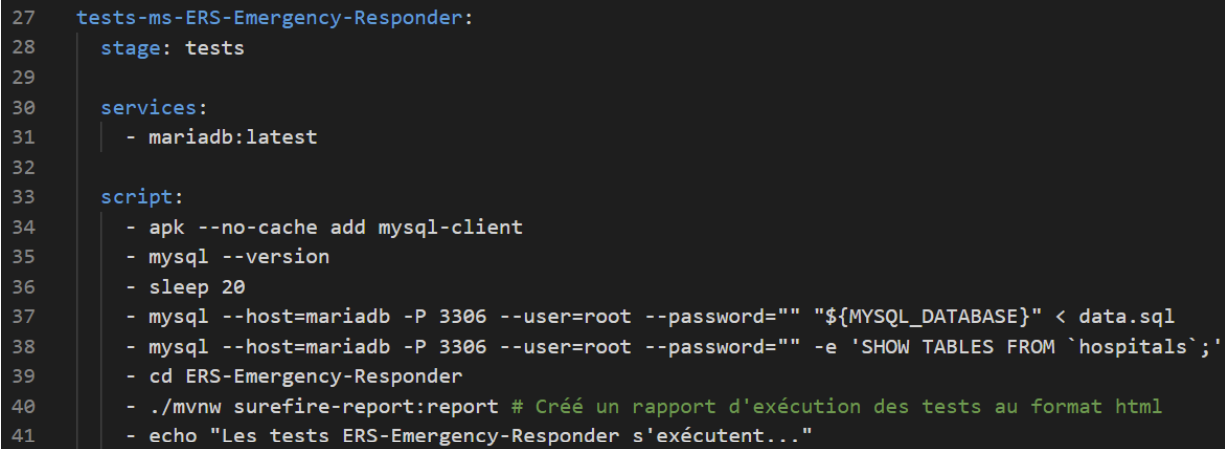 27 tests-ms-ERS-Emergency-Responder:
28 stage: tests
29
30 services:
31 - mariadb:latest
32
33 script:
34 - apk --no-cache add mysql-client
35 - mysql --version
36 - sleep 20
37 - mysql --host=mariadb -P 3306 --user=root --password="" "${MYSQL_DATABASE}" < data.sql
38 - mysql --host=mariadb -P 3306 --user=root --password="" -e 'SHOW TABLES FROM `hospitals`;'
39 - cd ERS-Emergency-Responder
40 - ./mvnw surefire-report:report # Créé un rapport d'exécution des tests au format html
41 - echo "Les tests ERS-Emergency-Responder s'exécutent..."